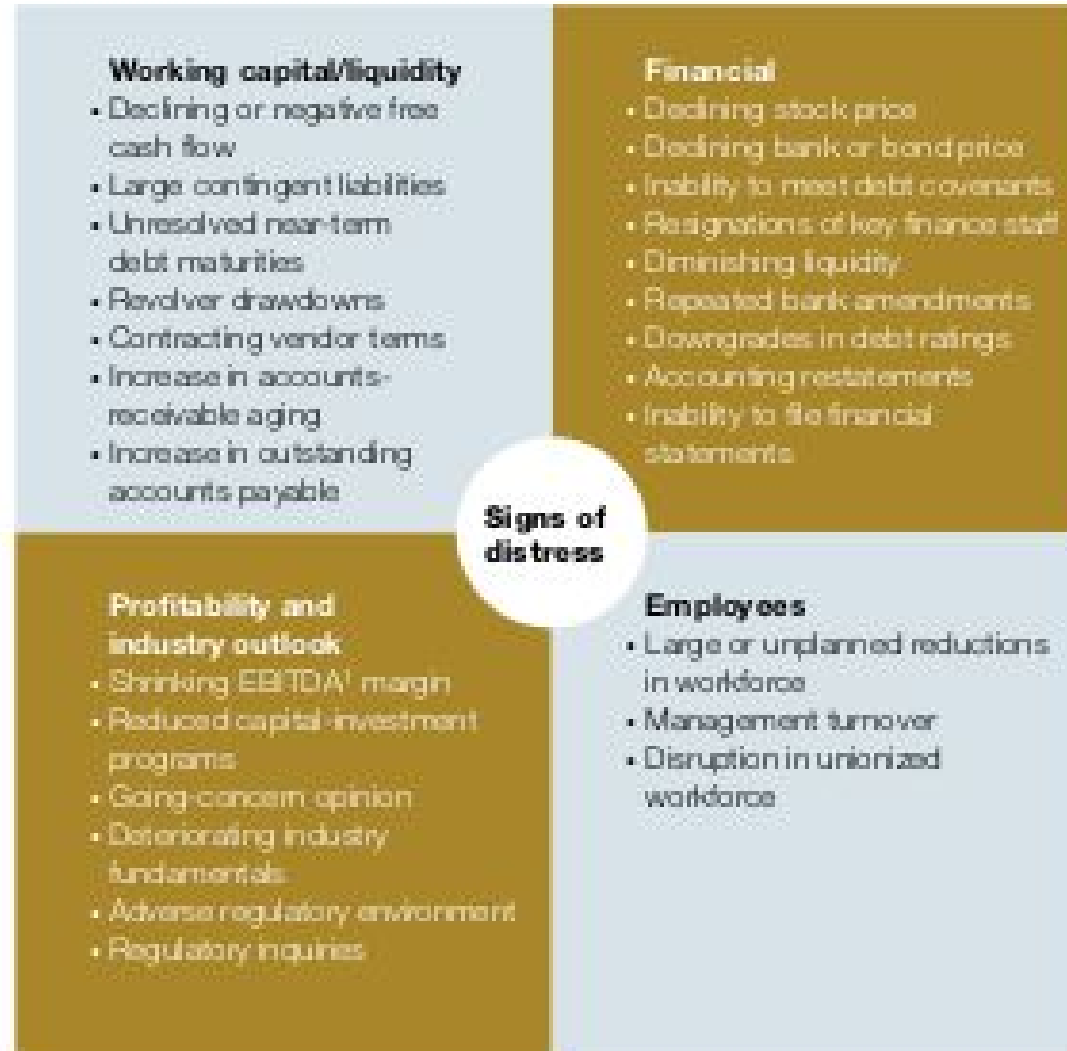 Working capital/liquidity
• Declining or negative free
cash flow
• Large contingent liabilities
• Unresolved near-term
debt maturities
• Revolver drawdowns
• Contracting vendor terms
• Increase in accounts-
receivable aging
• Increase in outstanding
accounts payable
Financial
• Declining stock price
• Declining bank or bond price
• Inability to meet debt covenants
• Resignations of key finance staff
• Diminishing liquidity
• Repeated bank amendments
• Downgrades in debt ratings
• Accounting restatements
• Inability to file financial
statements
Signs of
distress
Profitability and
industry outlook
• Shrinking EBITDA¹ margin
• Reduced capital-investment
programs
• Going-concern opinion
• Deteriorating industry
fundamentals
• Adverse regulatory environment
• Regulatory inquiries
Employees
• Large or unplanned reductions
in workforce
• Management turnover
• Disruption in unionized
workforce